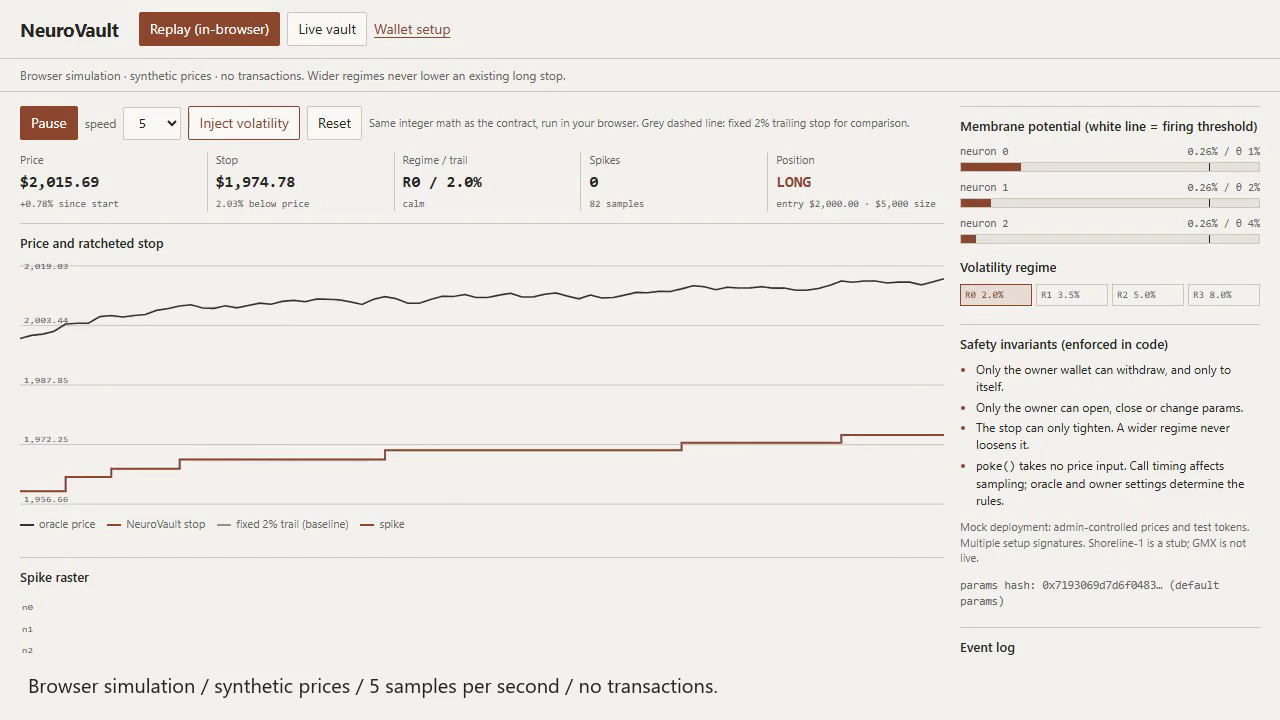 NeuroVault
Replay (in-browser)
Live vault
Wallet setup
Browser simulation · synthetic prices · no transactions. Wider regimes never lower an existing long stop.
Pause
speed
5
Inject volatility
Reset
Same integer math as the contract, run in your browser. Grey dashed line: fixed 2% trailing stop for comparison.
Price
$2,015.69
+0.78% since start
Stop
$1,974.78
2.03% below price
Regime / trail
R0 / 2.0%
calm
Spikes
0
82 samples
Position
LONG
entry $2,000.00 · $5,000 size
Price and ratcheted stop
2,019.03
2,003.44
1,987.85
1,972.25
1,956.66
oracle price
NeuroVault stop
fixed 2% trail (baseline)
spike
Spike raster
n0
n1
n2
Membrane potential (white line = firing threshold)
neuron 0
0.26% / θ 1%
neuron 1
0.26% / θ 2%
neuron 2
0.26% / θ 4%
Volatility regime
R0 2.0%
R1 3.5%
R2 5.0%
R3 8.0%
Safety invariants (enforced in code)
Only the owner wallet can withdraw, and only to
itself.
Only the owner can open, close or change params.
The stop can only tighten. A wider regime never
loosens it.
poke() takes no price input. Call timing affects
sampling; oracle and owner settings determine the
rules.
Mock deployment: admin-controlled prices and test tokens.
Multiple setup signatures. Shoreline-1 is a stub; GMX is not
live.
params hash: 0x7193069d7d6f0483… (default
params)
Event log
Browser simulation / synthetic prices / 5 samples per second / no transactions.